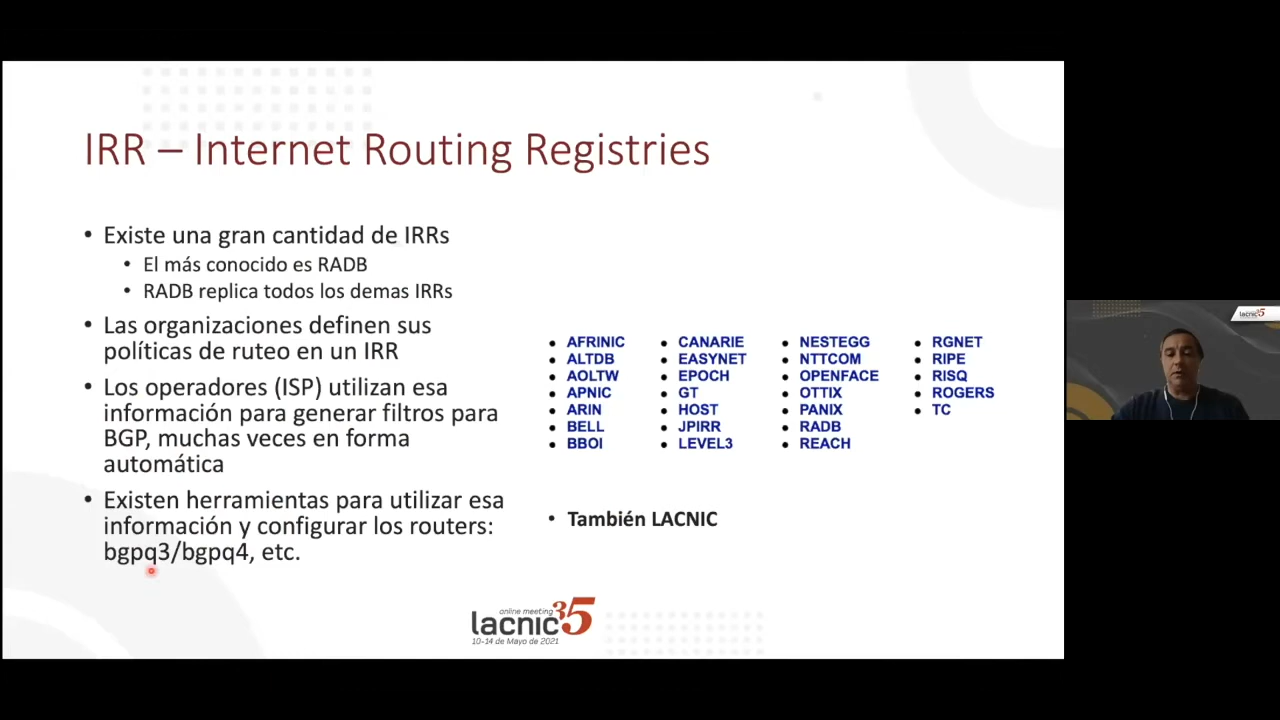 IRR – Internet Routing Registries
• Existe una gran cantidad de IRRs
• El más conocido es RADB
• RADB replica todos los demas IRRs
• Las organizaciones definen sus
políticas de ruteo en un IRR
• Los operadores (ISP) utilizan esa
información para generar filtros para
BGP, muchas veces en forma
automática
• Existen herramientas para utilizar esa
información y configurar los routers:
bgpq3/bgpq4, etc.
• AFRINIC
• ALTDB
• AOLTW
• APNIC
• ARIN
• BELL
• BBOI
• CANARIE
• EASYNET
• EPOCH
• GT
• HOST
• JPIRR
• LEVEL3
• NESTEGG
• NTTCOM
• OPENFACE
• OTTIX
• PANIX
• RADB
• REACH
• RGNET
• RIPE
• RISQ
• ROGERS
• TC
• También LACNIC
online meeting
lacnic 35
10-14 de Mayo de 2021
lacnic 35